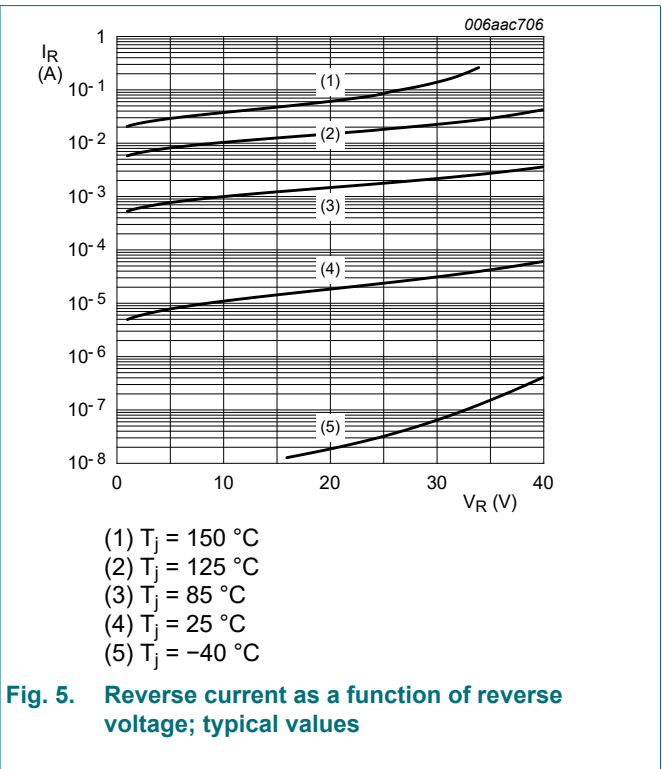 006aac706
I_R
(A)
1
10^-1
10^-2
10^-3
10^-4
10^-5
10^-6
10^-7
10^-8
(1)
(2)
(3)
(4)
(5)
0 10 20 30 40
V_R (V)
(1) T_j = 150 °C
(2) T_j = 125 °C
(3) T_j = 85 °C
(4) T_j = 25 °C
(5) T_j = −40 °C
Fig. 5. Reverse current as a function of reverse
voltage; typical values